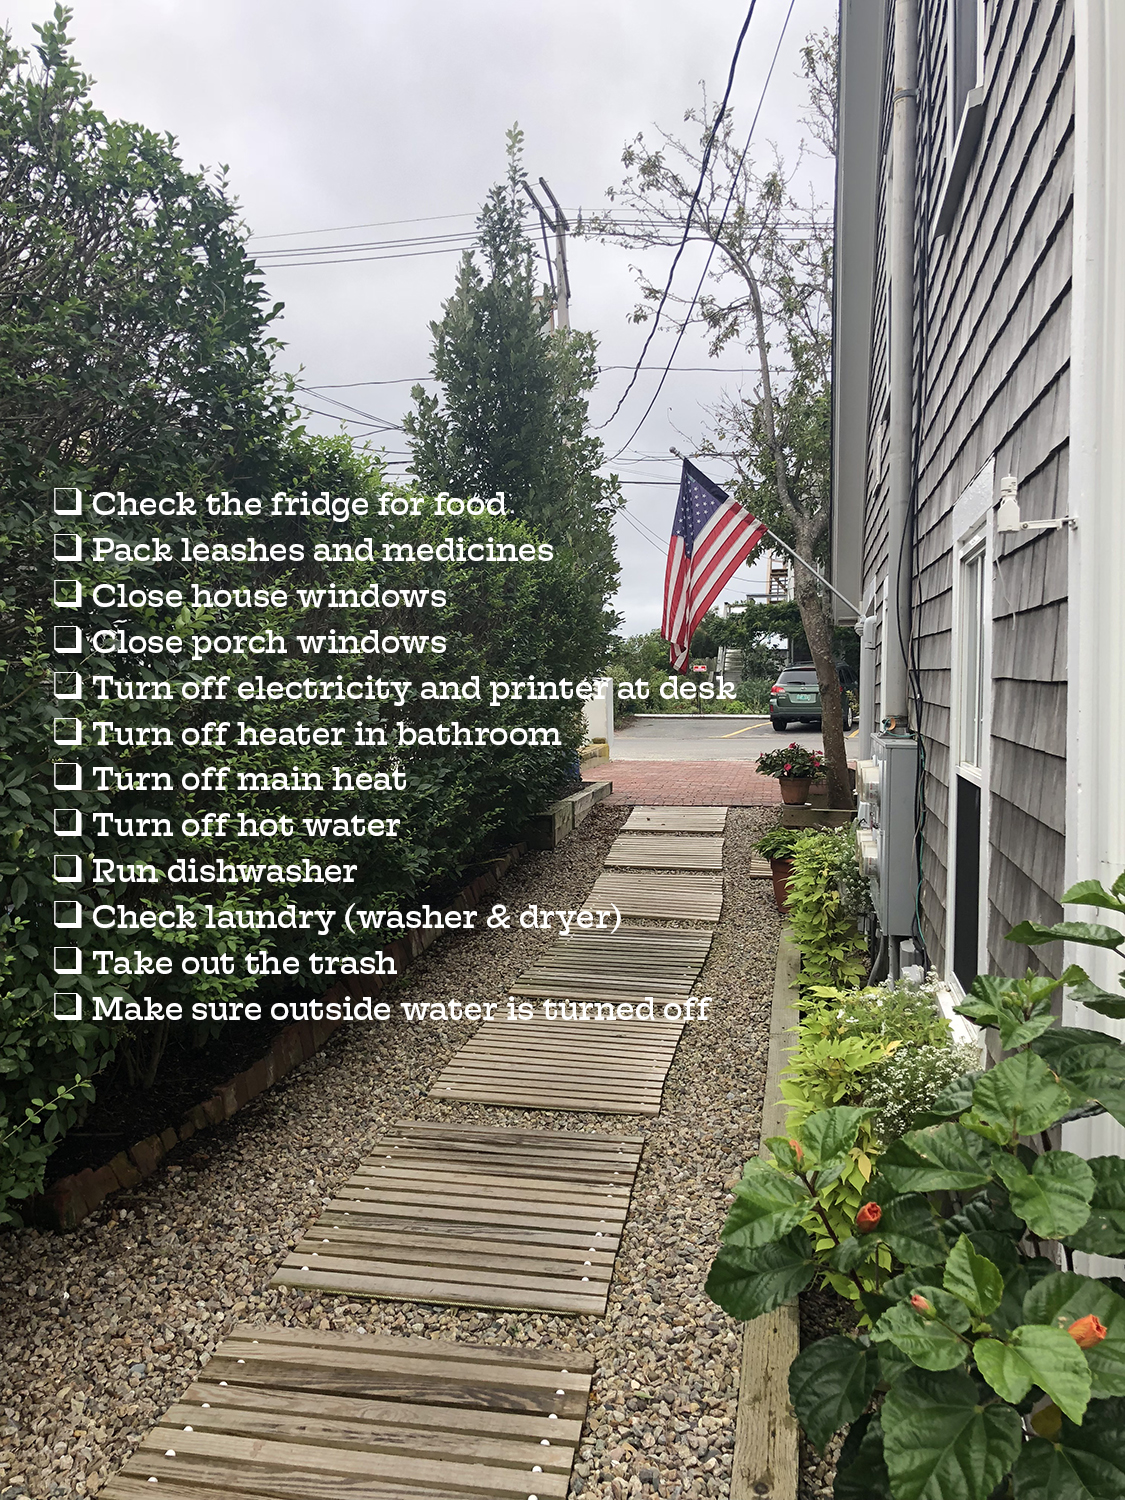 ❏ Check the fridge for food
❏ Pack leashes and medicines
❏ Close house windows
❏ Close porch windows
❏ Turn off electricity and printer at desk
❏ Turn off heater in bathroom
❏ Turn off main heat
❏ Turn off hot water
❏ Run dishwasher
❏ Check laundry (washer & dryer)
❏ Take out the trash
❏ Make sure outside water is turned off